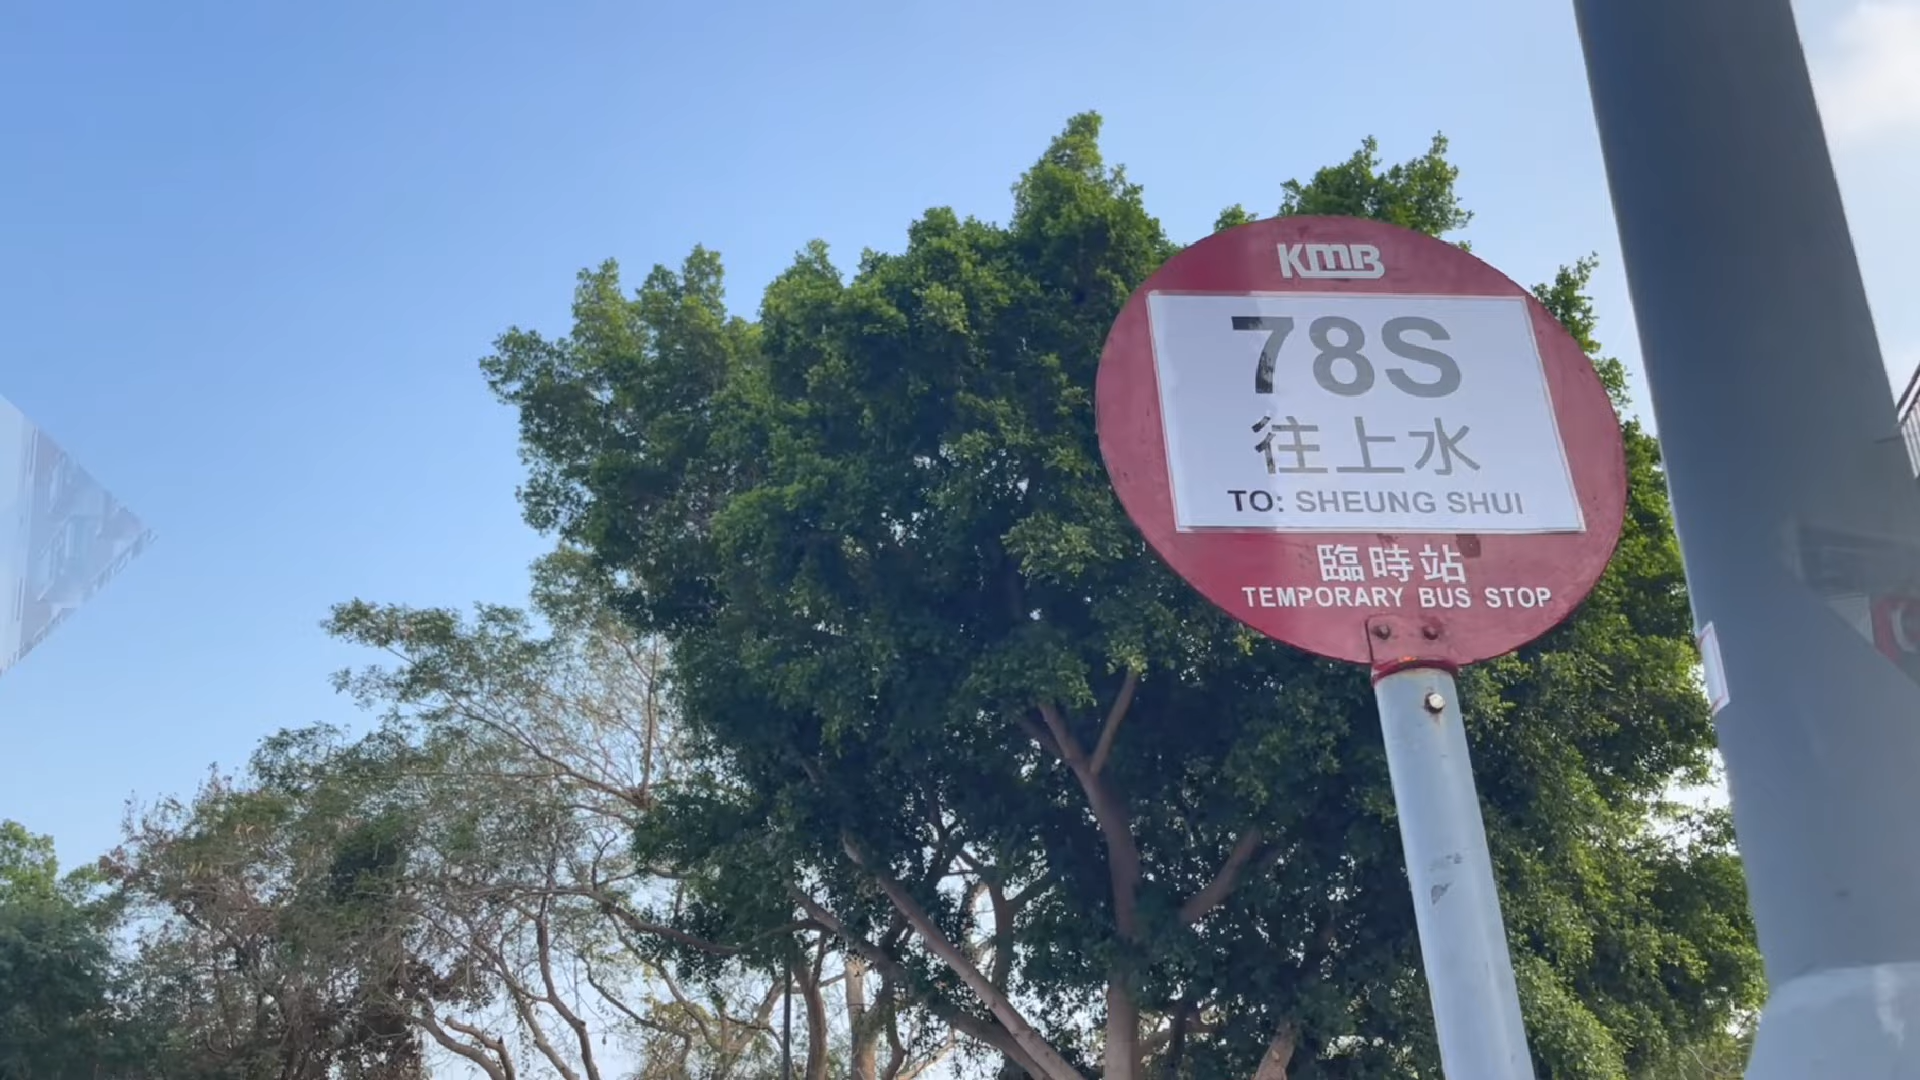 KMB
78S
往上水
TO: SHEUNG SHUI
臨時站
TEMPORARY BUS STOP